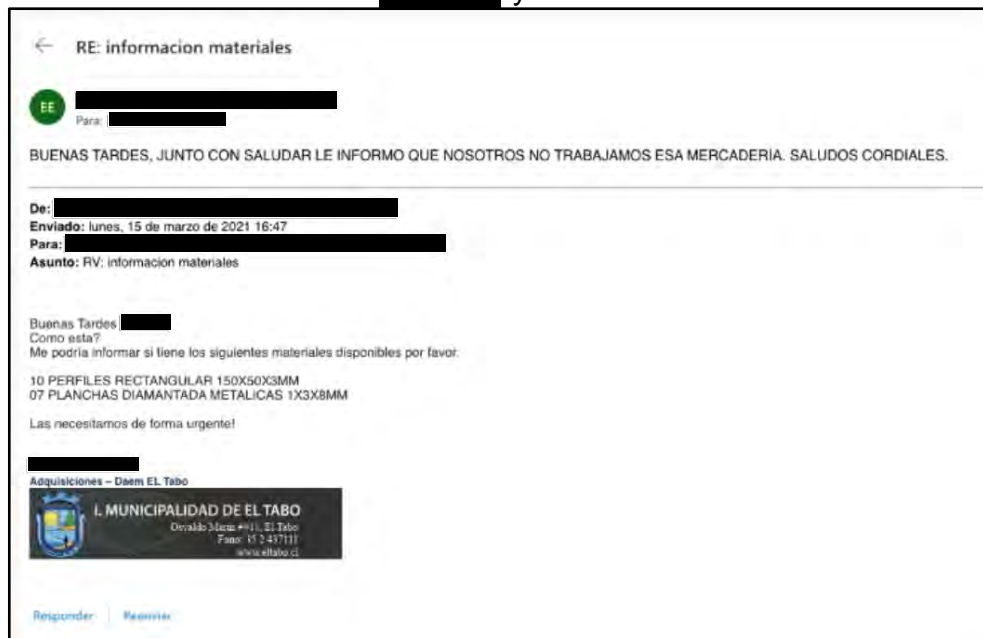 y
RE: informacion materiales
EE
Para:
BUENAS TARDES, JUNTO CON SALUDAR LE INFORMO QUE NOSOTROS NO TRABAJAMOS ESA MERCADERIA. SALUDOS CORDIALES.
De:
Enviado: lunes, 15 de marzo de 2021 16:47
Para:
Asunto: RV: informacion materiales
Buenas Tardes
Como esta?
Me podria informar si tiene los siguientes materiales disponibles por favor.
10 PERFILES RECTANGULAR 150X50X3MM
07 PLANCHAS DIAMANTADA METALICAS 1X3X8MM
Las necesitamos de forma urgente!
Adquisiciones – Daem EL Tabo
I. MUNICIPALIDAD DE EL TABO
El Tabo
www.eltabo.cl
Responder Reenviar